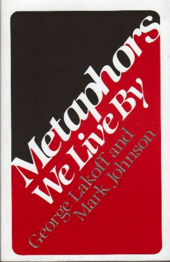 Metaphors
We Live By
George Lakoff and
Mark Johnson